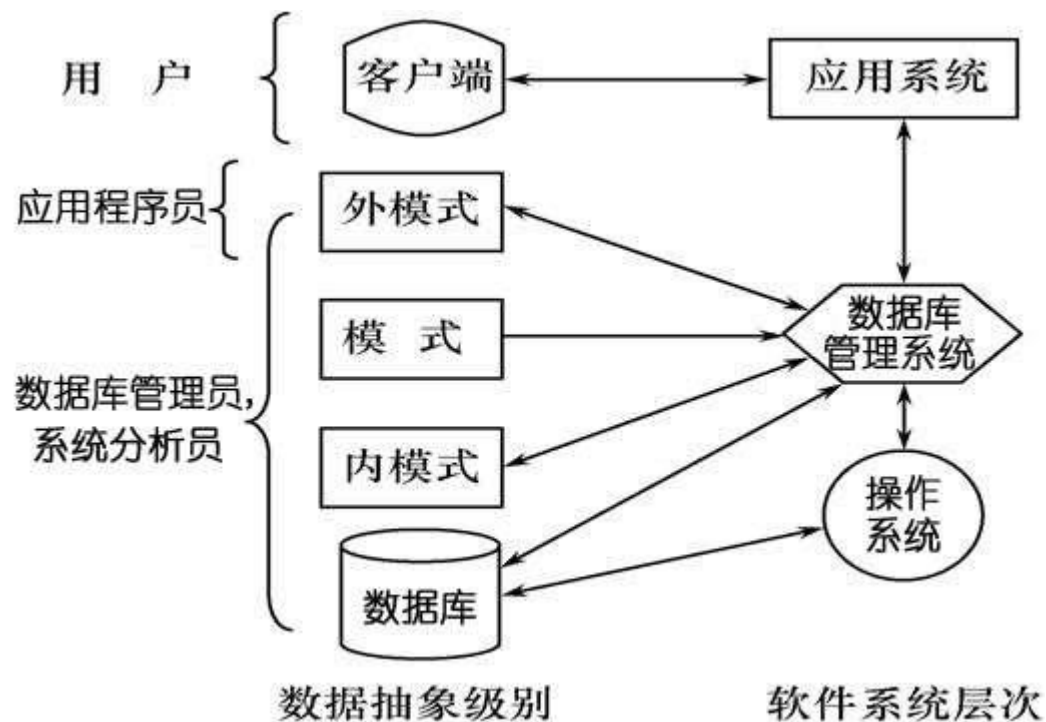 用 户
客户端
应用系统
应用程序员
外模式
模 式
数据库
管理系统
数据库管理员，
系统分析员
内模式
操作
系统
数据库
数据抽象级别
软件系统层次